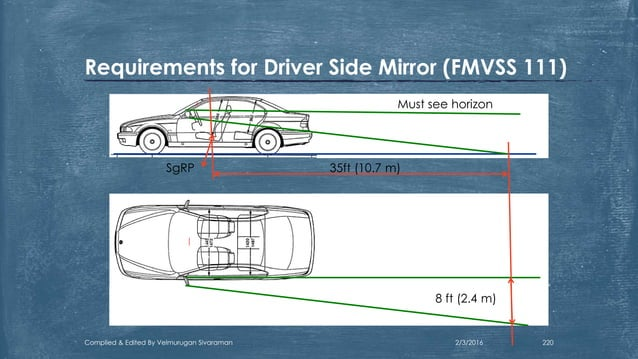 Requirements for Driver Side Mirror (FMVSS 111)
Must see horizon
SgRP
35ft (10.7 m)
8 ft (2.4 m)
Complied & Edited By Velmurugan Sivaraman
2/3/2016
220